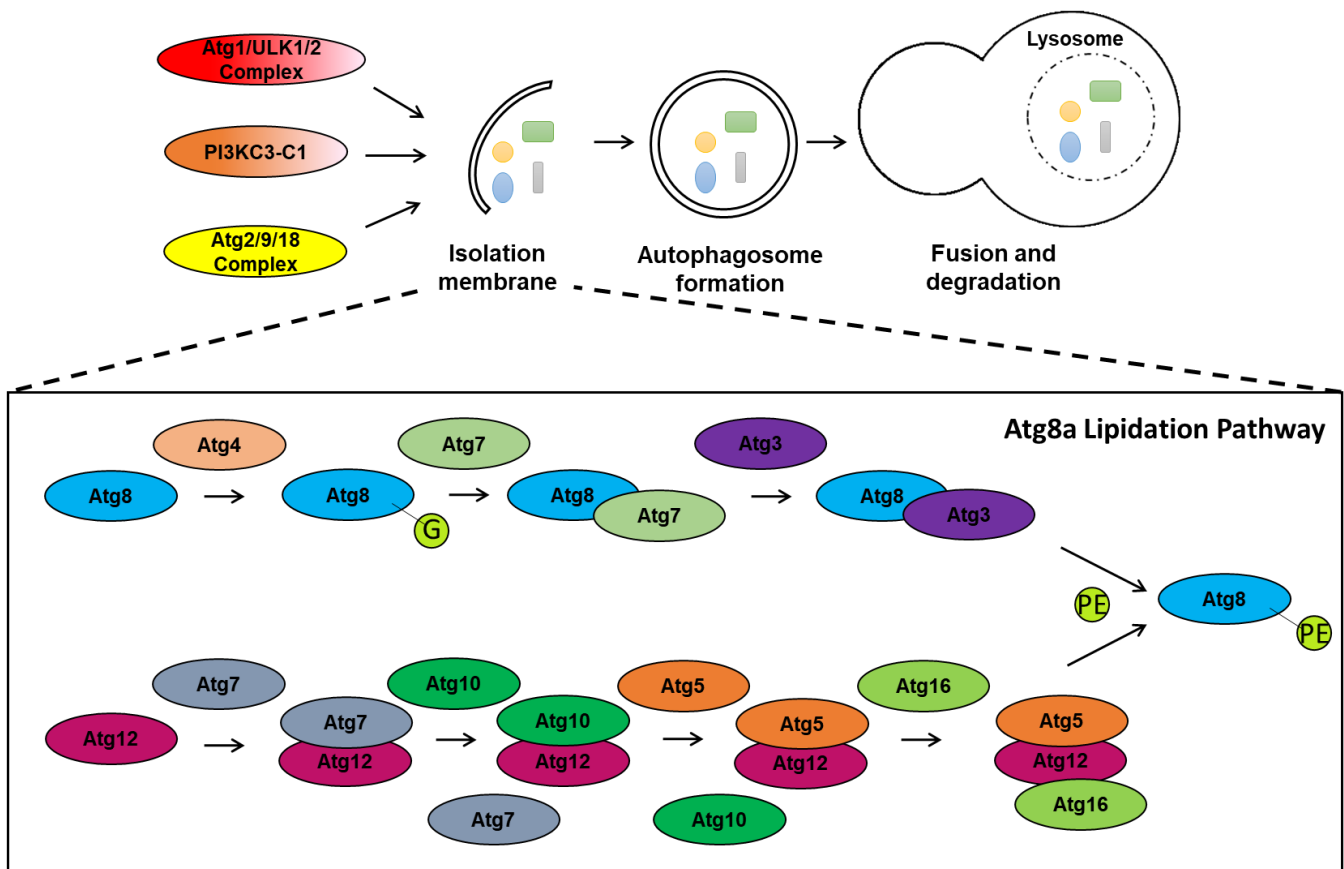 Atg1/ULK1/2
Complex
PI3KC3-C1
Atg2/9/18
Complex
Isolation
membrane
Autophagosome
formation
Lysosome
Fusion and
degradation
Atg8a Lipidation Pathway
Atg4
Atg7
Atg3
Atg8
Atg8
G
Atg8
Atg7
Atg8
Atg3
PE
Atg8
PE
Atg7
Atg10
Atg5
Atg16
Atg12
Atg7
Atg12
Atg10
Atg12
Atg5
Atg12
Atg5
Atg12
Atg16
Atg7
Atg10